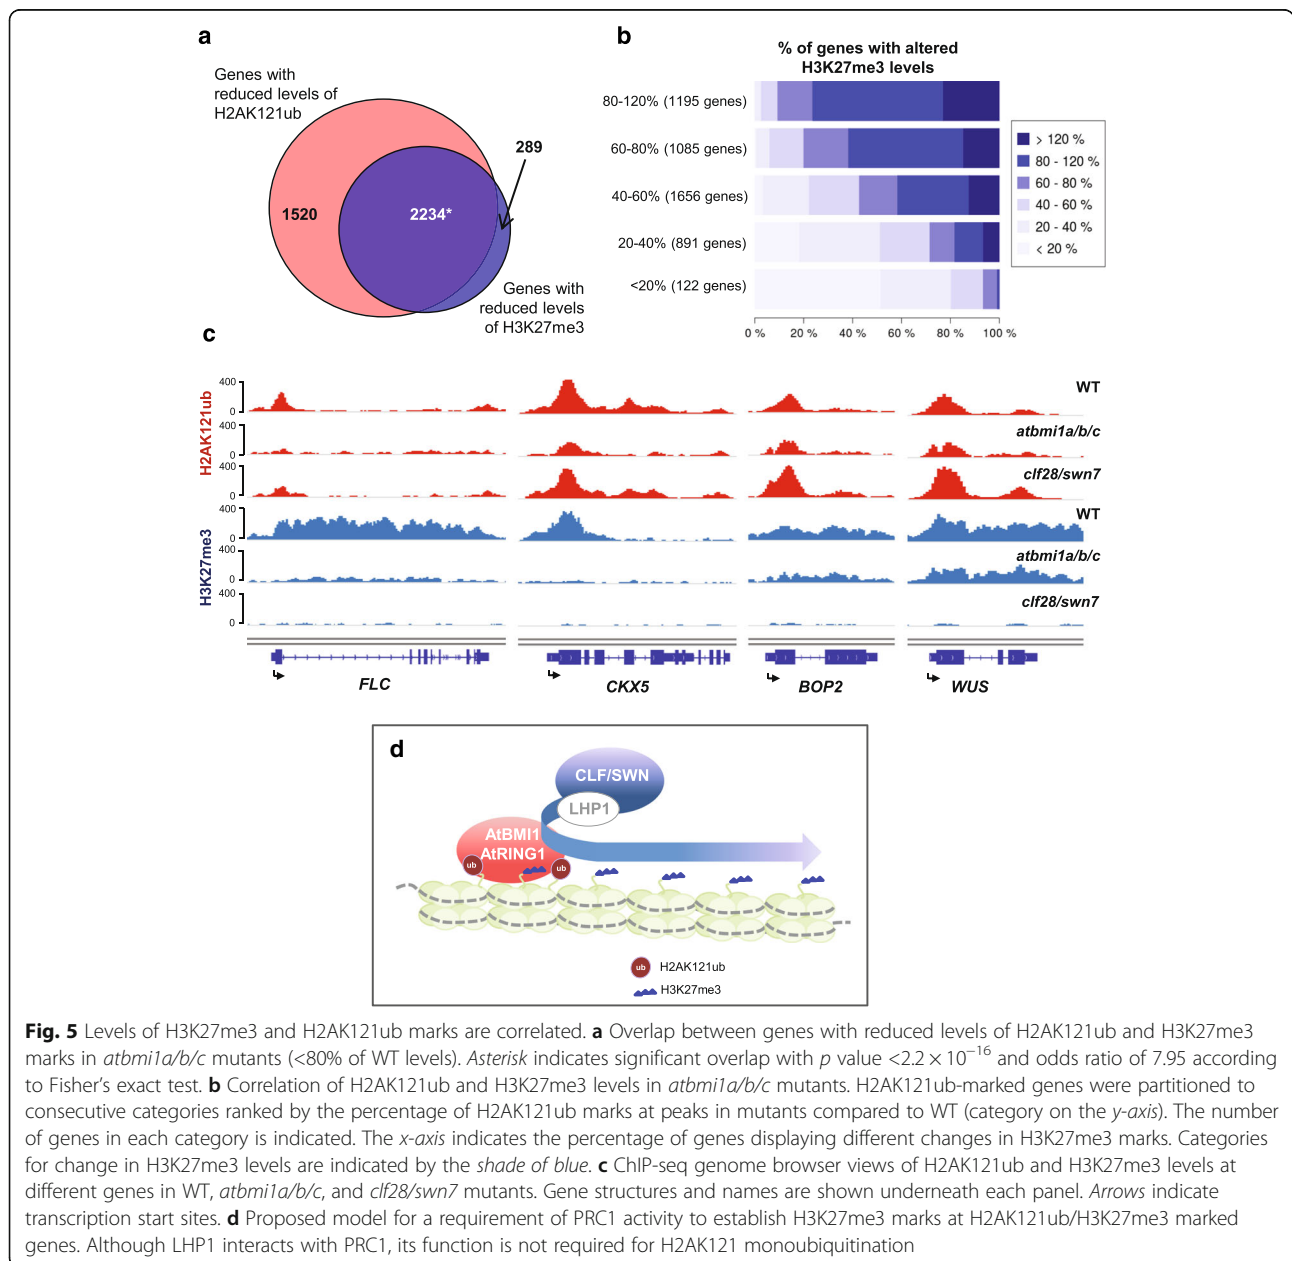 a
Genes with
reduced levels of
H2AK121ub
289
1520
2234*
Genes with
reduced levels
of H3K27me3
b
% of genes with altered
H3K27me3 levels
80-120% (1195 genes)
60-80% (1085 genes)
40-60% (1656 genes)
20-40% (891 genes)
<20% (122 genes)
0 %
20 %
40 %
60 %
80 %
100 %
> 120 %
80 - 120 %
60 - 80 %
40 - 60 %
20 - 40 %
< 20 %
c
H2AK121ub
400
0
WT
400
0
atbmi1a/b/c
400
0
clf28/swn7
H3K27me3
400
0
WT
400
0
atbmi1a/b/c
400
0
clf28/swn7
FLC
CKX5
BOP2
WUS
d
CLF/SWN
LHP1
AtBMI1
AtRING1
ub
ub
ub
H2AK121ub
H3K27me3
Fig. 5 Levels of H3K27me3 and H2AK121ub marks are correlated. a Overlap between genes with reduced levels of H2AK121ub and H3K27me3
marks in atbmi1a/b/c mutants (<80% of WT levels). Asterisk indicates significant overlap with p value <2.2 × 10⁻¹⁶ and odds ratio of 7.95 according
to Fisher's exact test. b Correlation of H2AK121ub and H3K27me3 levels in atbmi1a/b/c mutants. H2AK121ub-marked genes were partitioned to
consecutive categories ranked by the percentage of H2AK121ub marks at peaks in mutants compared to WT (category on the y-axis). The number
of genes in each category is indicated. The x-axis indicates the percentage of genes displaying different changes in H3K27me3 marks. Categories
for change in H3K27me3 levels are indicated by the shade of blue. c ChIP-seq genome browser views of H2AK121ub and H3K27me3 levels at
different genes in WT, atbmi1a/b/c, and clf28/swn7 mutants. Gene structures and names are shown underneath each panel. Arrows indicate
transcription start sites. d Proposed model for a requirement of PRC1 activity to establish H3K27me3 marks at H2AK121ub/H3K27me3 marked
genes. Although LHP1 interacts with PRC1, its function is not required for H2AK121 monoubiquitination